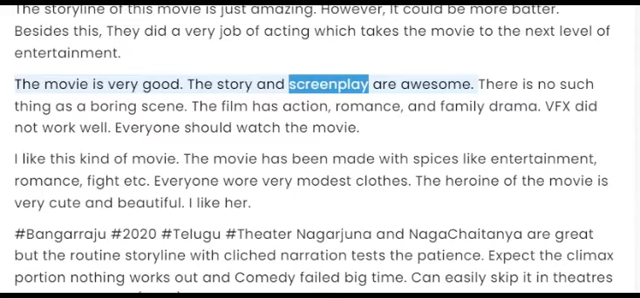 The storyline of this movie is just amazing. However, It could be more batter.
Besides this, They did a very job of acting which takes the movie to the next level of
entertainment.
The movie is very good. The story and screenplay are awesome. There is no such
thing as a boring scene. The film has action, romance, and family drama. VFX did
not work well. Everyone should watch the movie.
I like this kind of movie. The movie has been made with spices like entertainment,
romance, fight etc. Everyone wore very modest clothes. The heroine of the movie is
very cute and beautiful. I like her.
#Bangarraju #2020 #Telugu #Theater Nagarjuna and NagaChaitanya are great
but the routine storyline with cliched narration tests the patience. Expect the climax
portion nothing works out and Comedy failed big time. Can easily skip it in theatres